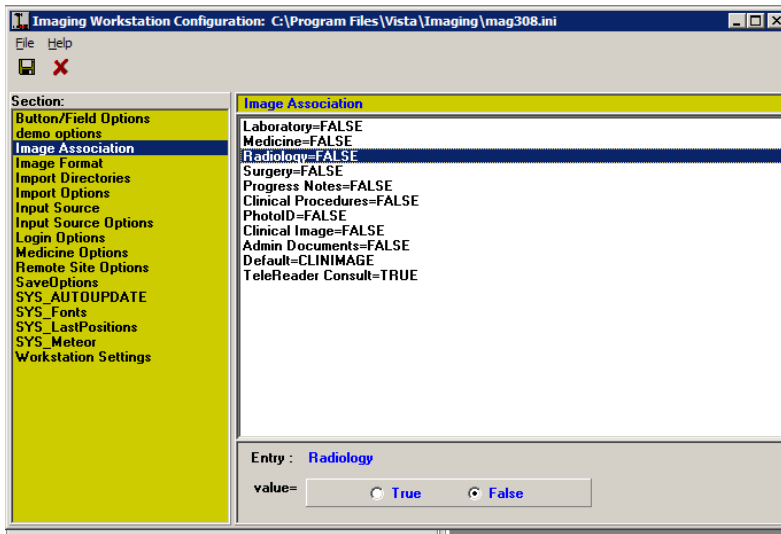 Imaging Workstation Configuration: C:\Program Files\Vista\Imaging\mag308.ini
File Help
Section:
Button/Field Options
demo options
Image Association
Image Format
Import Directories
Import Options
Input Source
Input Source Options
Login Options
Medicine Options
Remote Site Options
SaveOptions
SYS_AUTOUPDATE
SYS_Fonts
SYS_LastPositions
SYS_Meteor
Workstation Settings
Image Association
Laboratory=FALSE
Medicine=FALSE
Radiology=FALSE
Surgery=FALSE
Progress Notes=FALSE
Clinical Procedures=FALSE
PhotoID=FALSE
Clinical Image=FALSE
Admin Documents=FALSE
Default=CLINIMAGE
TeleReader Consult=TRUE
Entry : Radiology
value= True False